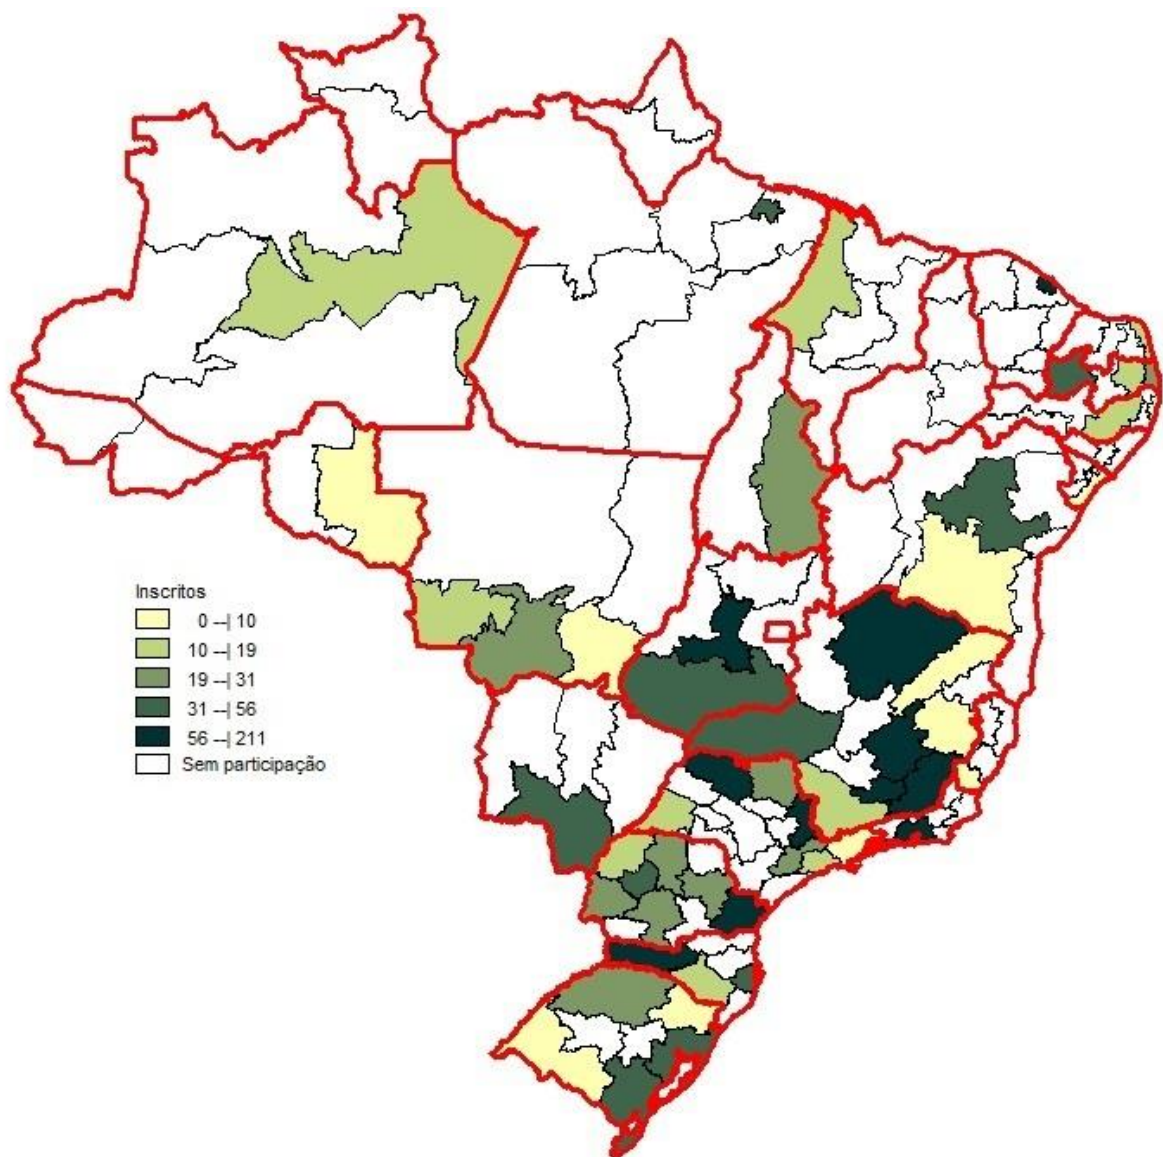 Inscritos
0 --| 10
10 --| 19
19 --| 31
31 --| 56
56 --| 211
Sem participação